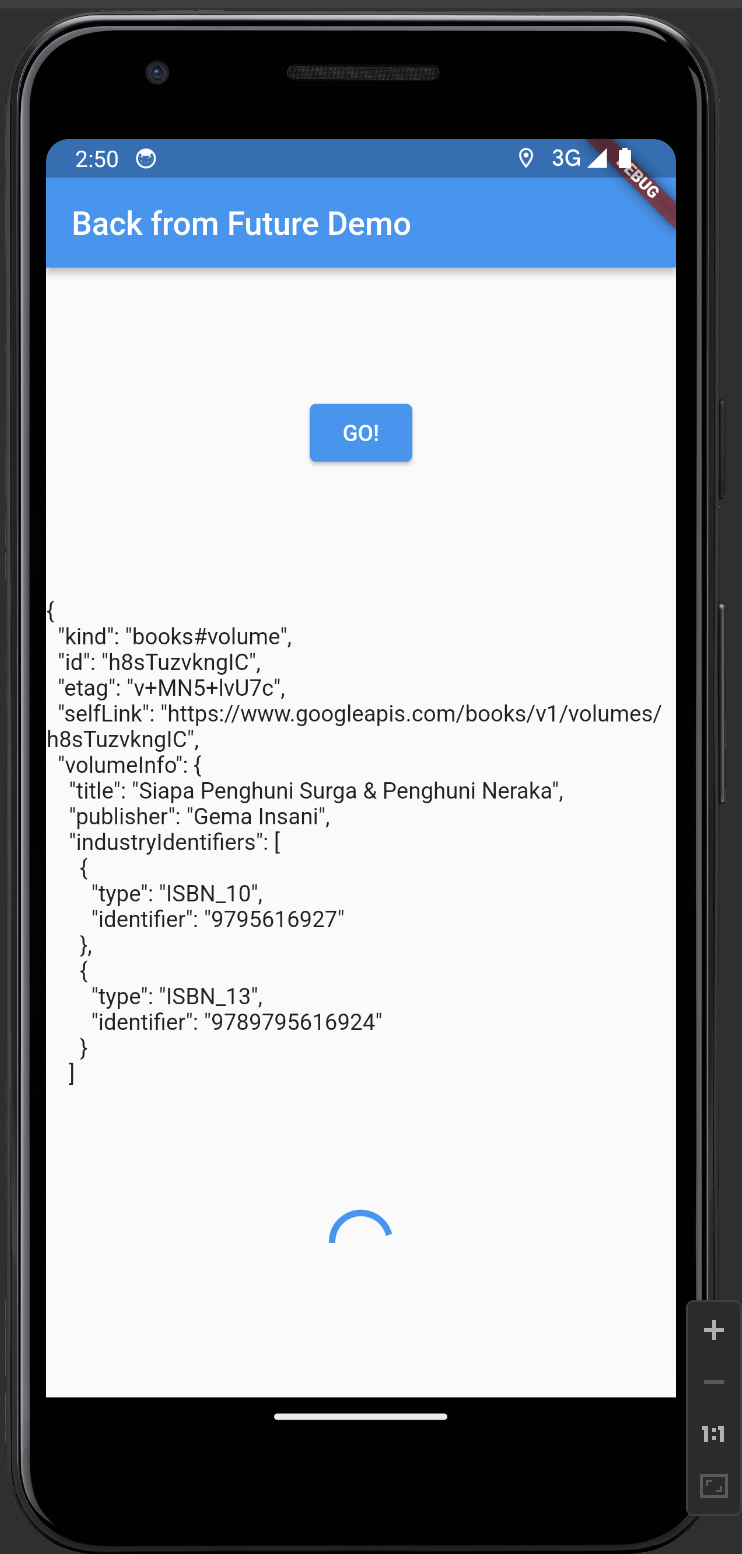 2:50
3G
EBUG
Back from Future Demo
GO!
{
"kind": "books#volume",
"id": "h8sTuzvkngIC",
"etag": "v+MN5+lvU7c",
"selfLink": "https://www.googleapis.com/books/v1/volumes/
h8sTuzvkngIC",
"volumeInfo": {
"title": "Siapa Penghuni Surga & Penghuni Neraka",
"publisher": "Gema Insani",
"industryIdentifiers": [
{
"type": "ISBN_10",
"identifier": "9795616927"
},
{
"type": "ISBN_13",
"identifier": "9789795616924"
}
]
1:1